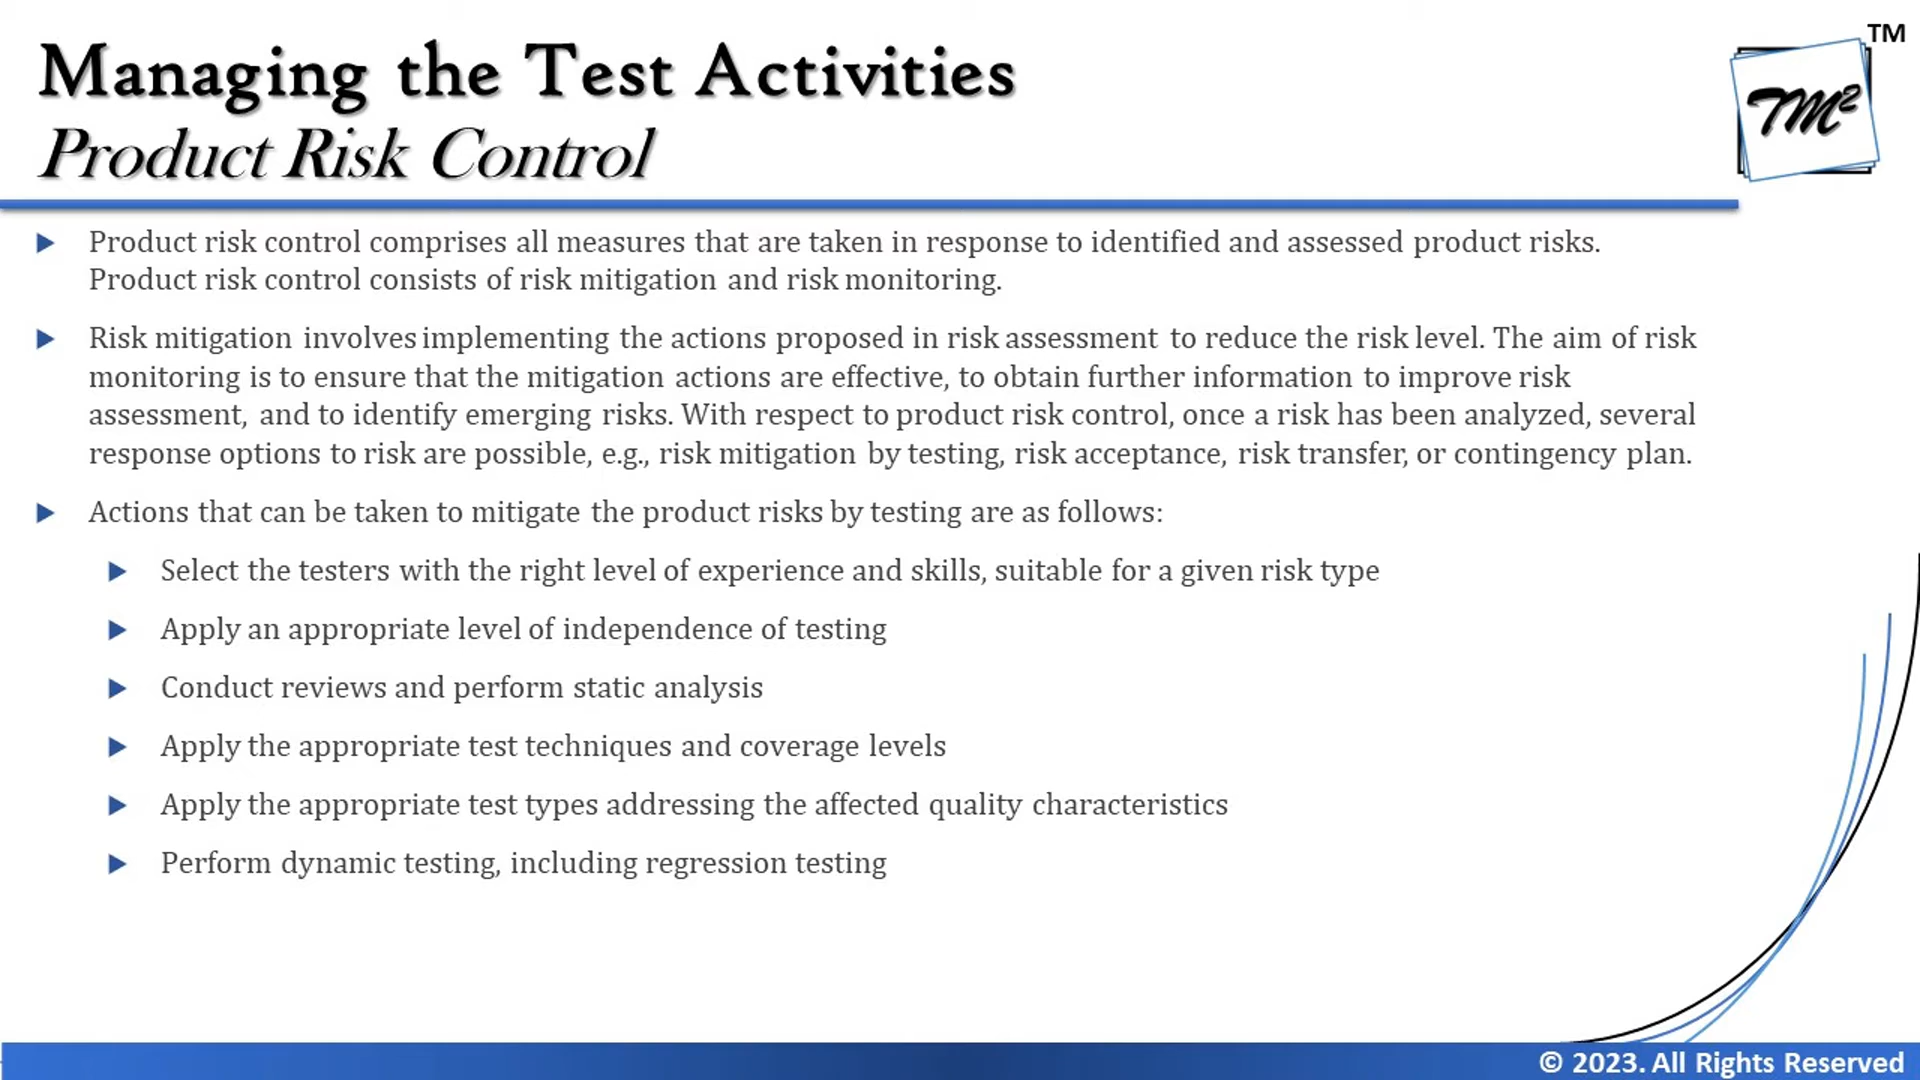 Managing the Test Activities
Product Risk Control
TM
TM²
Product risk control comprises all measures that are taken in response to identified and assessed product risks.
Product risk control consists of risk mitigation and risk monitoring.
Risk mitigation involves implementing the actions proposed in risk assessment to reduce the risk level. The aim of risk
monitoring is to ensure that the mitigation actions are effective, to obtain further information to improve risk
assessment, and to identify emerging risks. With respect to product risk control, once a risk has been analyzed, several
response options to risk are possible, e.g., risk mitigation by testing, risk acceptance, risk transfer, or contingency plan.
Actions that can be taken to mitigate the product risks by testing are as follows:
Select the testers with the right level of experience and skills, suitable for a given risk type
Apply an appropriate level of independence of testing
Conduct reviews and perform static analysis
Apply the appropriate test techniques and coverage levels
Apply the appropriate test types addressing the affected quality characteristics
Perform dynamic testing, including regression testing
© 2023. All Rights Reserved